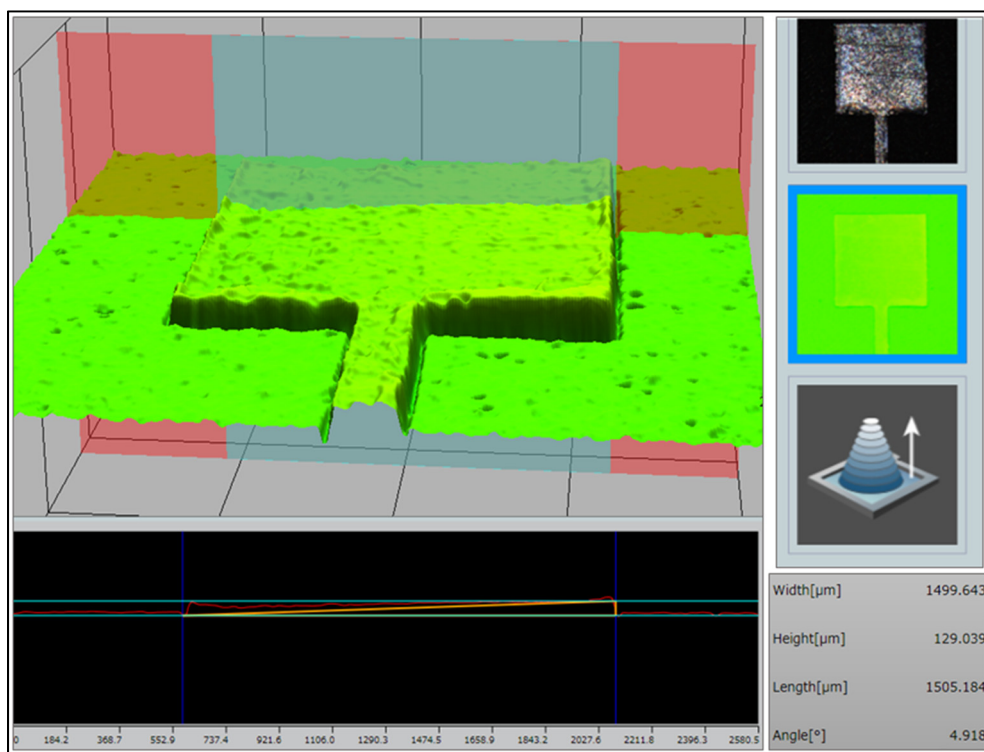 0 184.2 368.7 552.9 737.4 921.6 1106.0 1290.3 1474.5 1658.9 1843.2 2027.6 2211.8 2396.3 2580.5
Width[µm] 1499.643
Height[µm] 129.039
Length[µm] 1505.184
Angle[°] 4.918